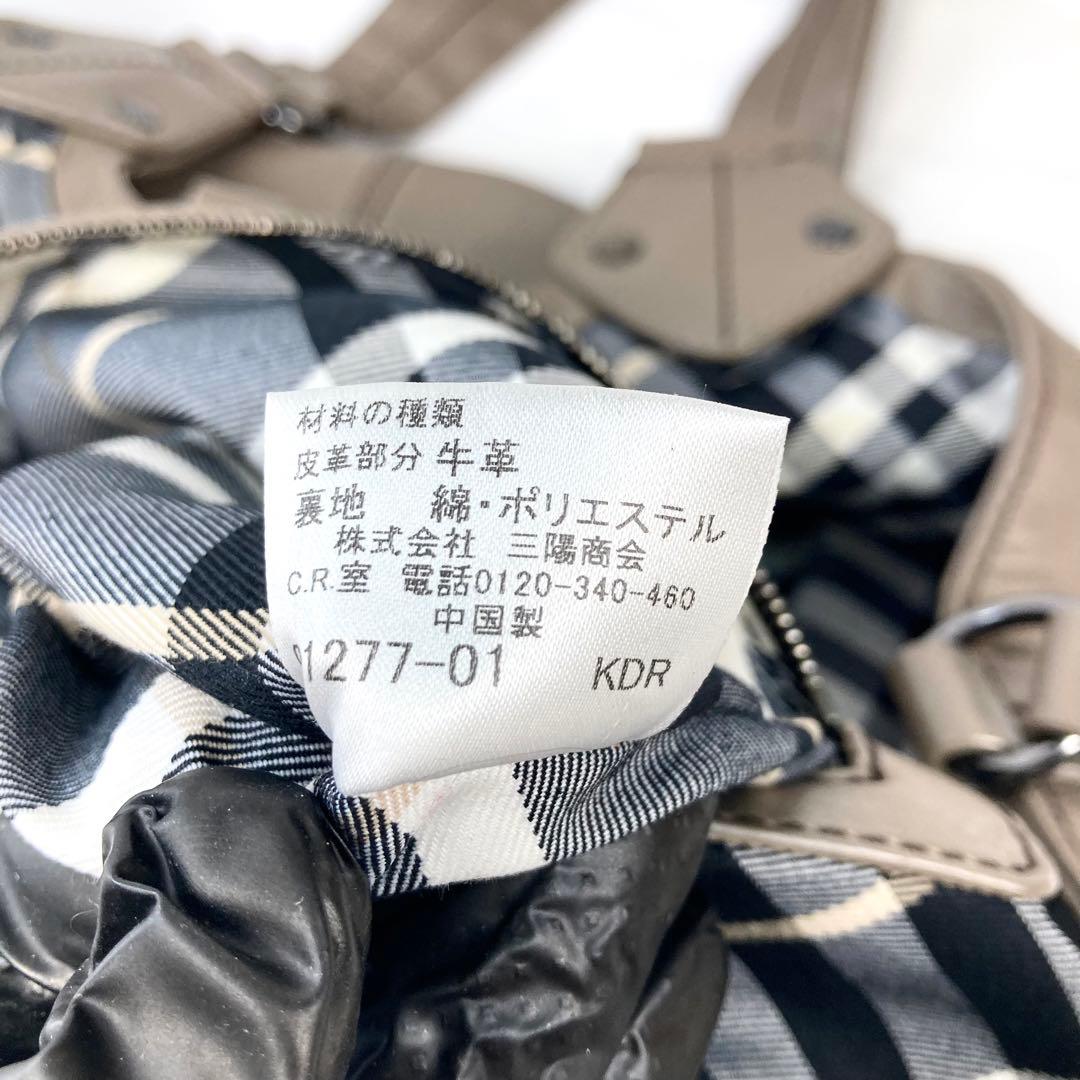 材料の種類
皮革部分 牛革
裏地 綿・ポリエステル
株式会社 三陽商会
C.R.室 電話0120-340-460
中国製
1277-01 KDR